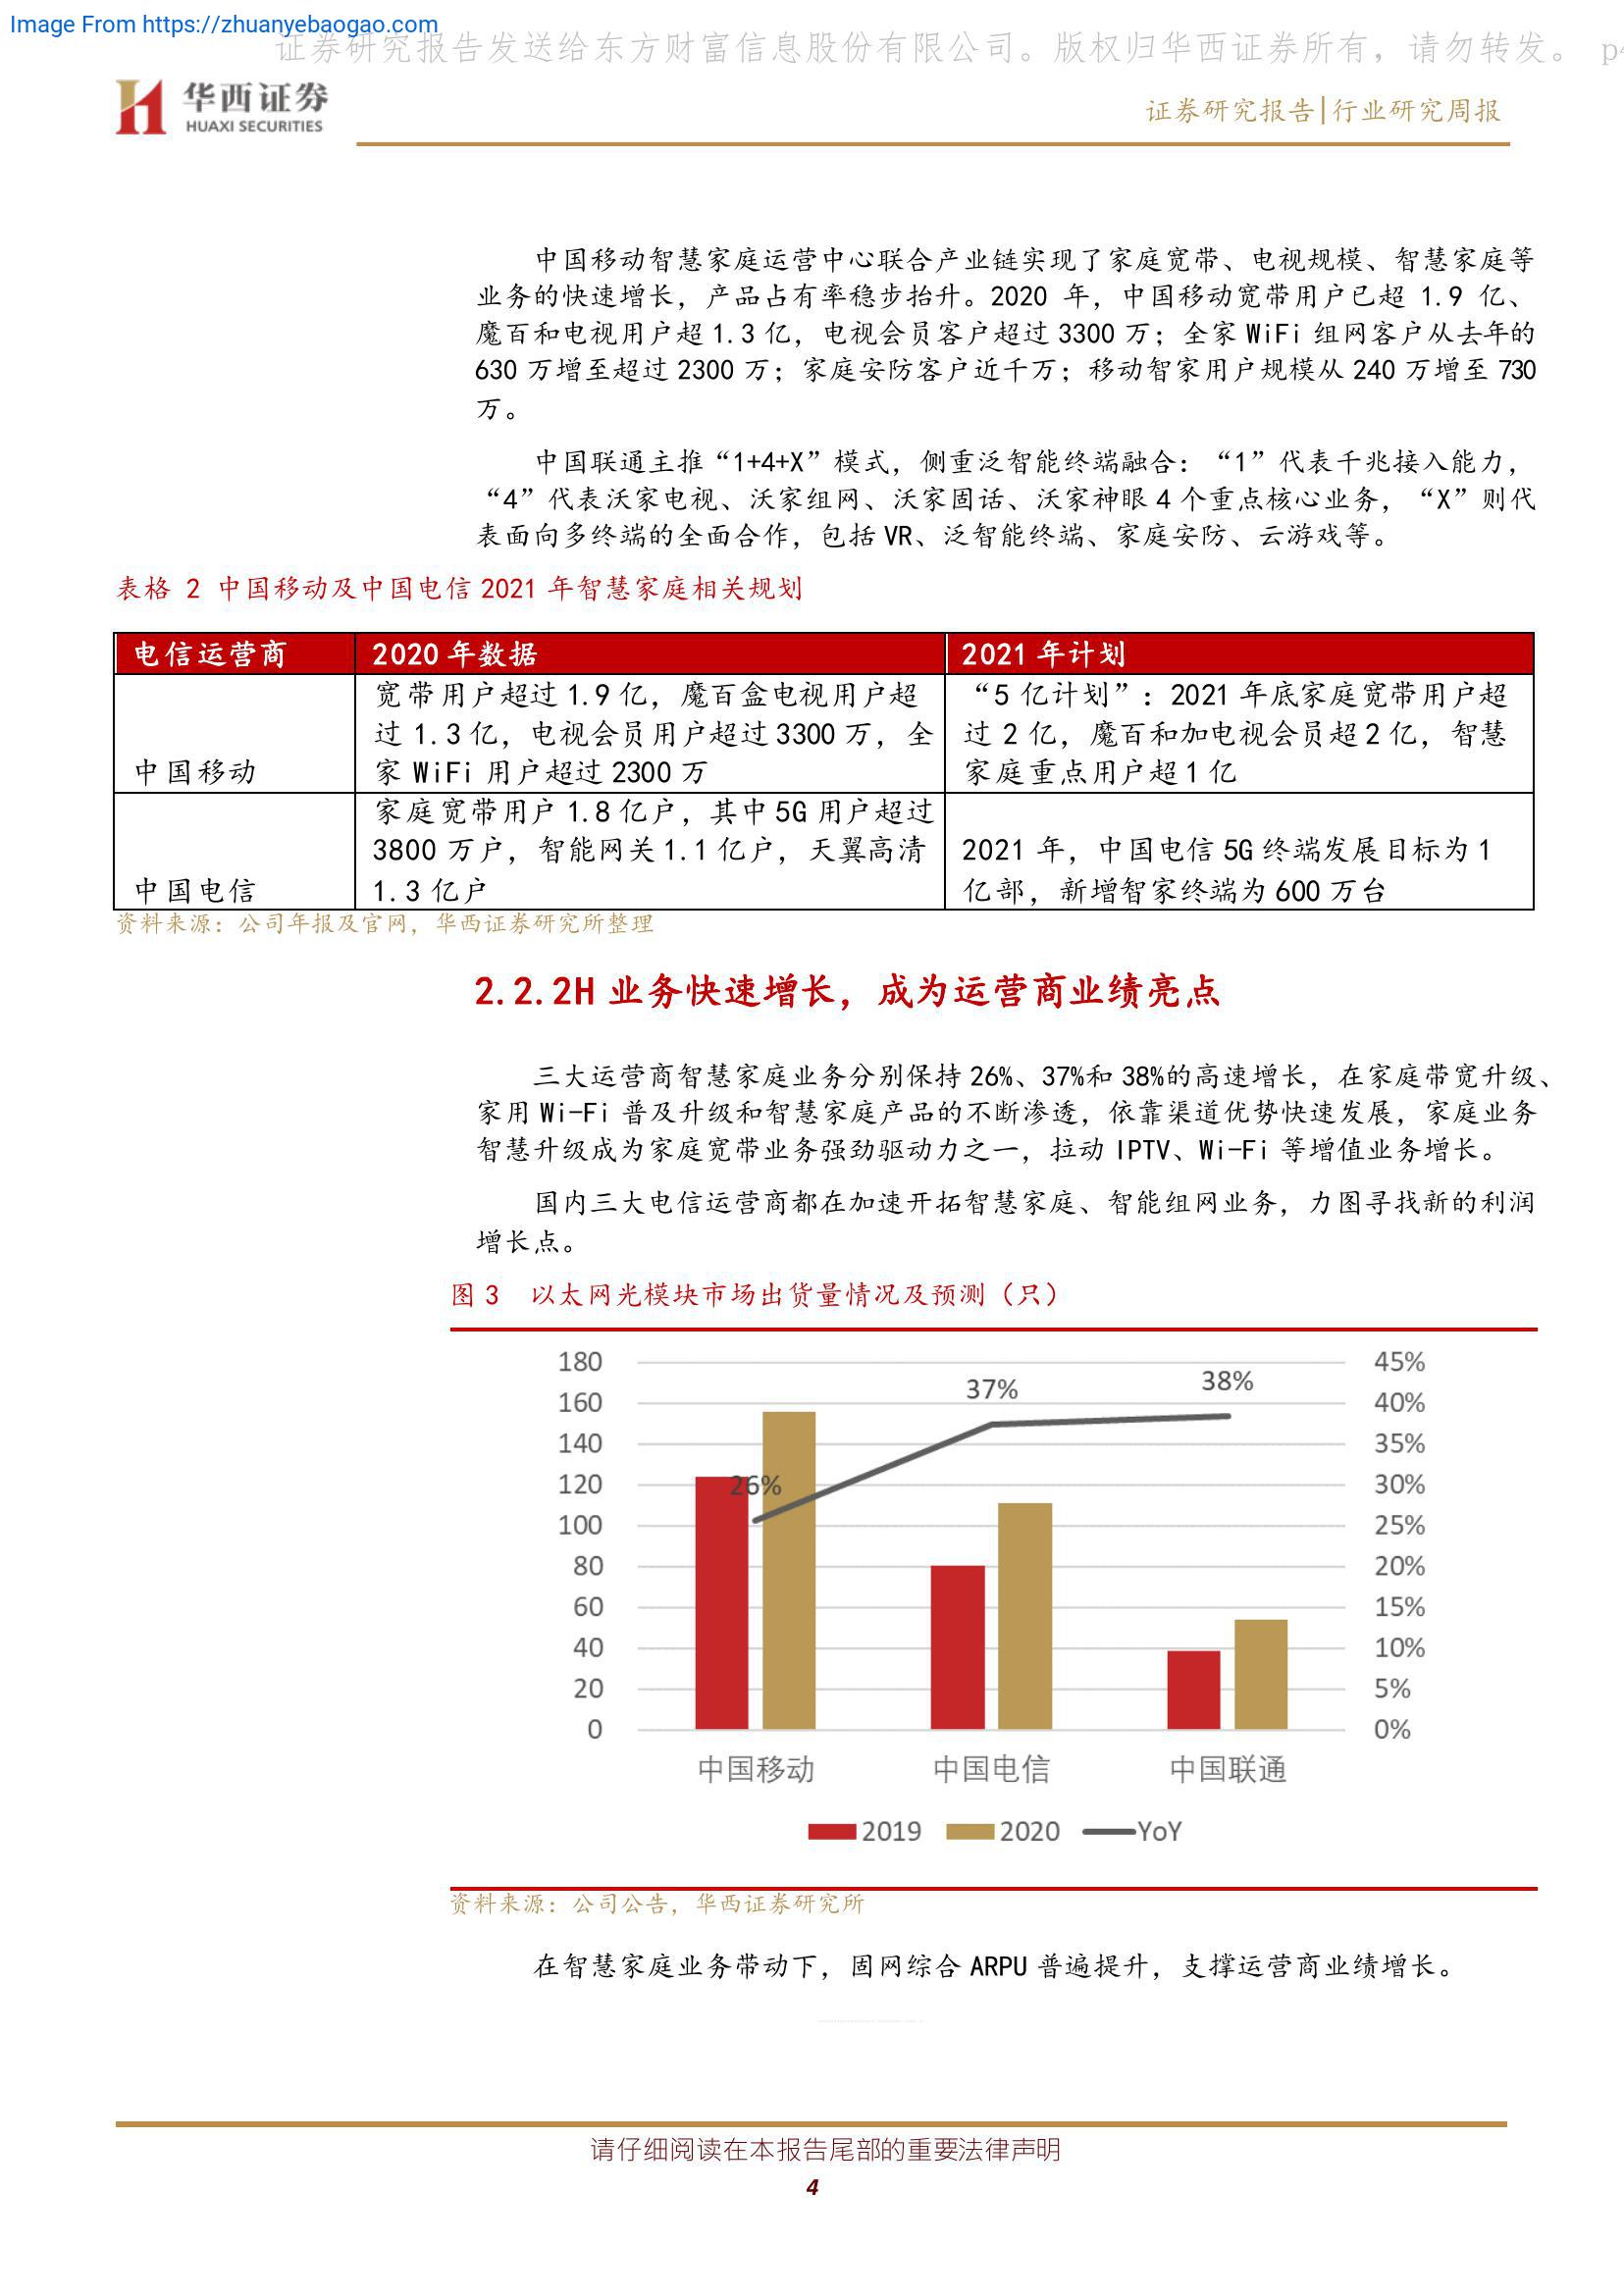 Image From https://zhuanyebaogao.com
证券研究报告发送给东方财富信息股份有限公司。版权归华西证券所有，请勿转发。 p4
华西证券
HUAXI SECURITIES
证券研究报告|行业研究周报
中国移动智慧家庭运营中心联合产业链实现了家庭宽带、电视规模、智慧家庭等
业务的快速增长，产品占有率稳步抬升。2020 年，中国移动宽带用户已超 1.9 亿、
魔百和电视用户超 1.3 亿，电视会员客户超过 3300 万；全家 WiFi 组网客户从去年的
630 万增至超过 2300 万；家庭安防客户近千万；移动智家用户规模从 240 万增至 730
万。
中国联通主推“1+4+X”模式，侧重泛智能终端融合：“1”代表千兆接入能力，
“4”代表沃家电视、沃家组网、沃家固话、沃家神眼 4 个重点核心业务，“X”则代
表面向多终端的全面合作，包括 VR、泛智能终端、家庭安防、云游戏等。
表格 2 中国移动及中国电信 2021 年智慧家庭相关规划
电信运营商 2020 年数据 2021 年计划
中国移动
宽带用户超过 1.9 亿，魔百盒电视用户超
过 1.3 亿，电视会员用户超过 3300 万，全
家 WiFi 用户超过 2300 万
“5 亿计划”：2021 年底家庭宽带用户超
过 2 亿，魔百和加电视会员超 2 亿，智慧
家庭重点用户超 1 亿
中国电信
家庭宽带用户 1.8 亿户，其中 5G 用户超过
3800 万户，智能网关 1.1 亿户，天翼高清
1.3 亿户
2021 年，中国电信 5G 终端发展目标为 1
亿部，新增智家终端为 600 万台
资料来源：公司年报及官网，华西证券研究所整理
2.2.2H 业务快速增长，成为运营商业绩亮点
三大运营商智慧家庭业务分别保持 26%、37%和 38%的高速增长，在家庭带宽升级、
家用 Wi-Fi 普及升级和智慧家庭产品的不断渗透，依靠渠道优势快速发展，家庭业务
智慧升级成为家庭宽带业务强劲驱动力之一，拉动 IPTV、Wi-Fi 等增值业务增长。
国内三大电信运营商都在加速开拓智慧家庭、智能组网业务，力图寻找新的利润
增长点。
图 3 以太网光模块市场出货量情况及预测（只）
180 45%
160 40%
140 35%
120 30%
100 25%
80 20%
60 15%
40 10%
20 5%
0 0%
26%
37%
38%
中国移动 中国电信 中国联通
2019 2020 YoY
资料来源：公司公告，华西证券研究所
在智慧家庭业务带动下，固网综合 ARPU 普遍提升，支撑运营商业绩增长。
请仔细阅读在本报告尾部的重要法律声明
4